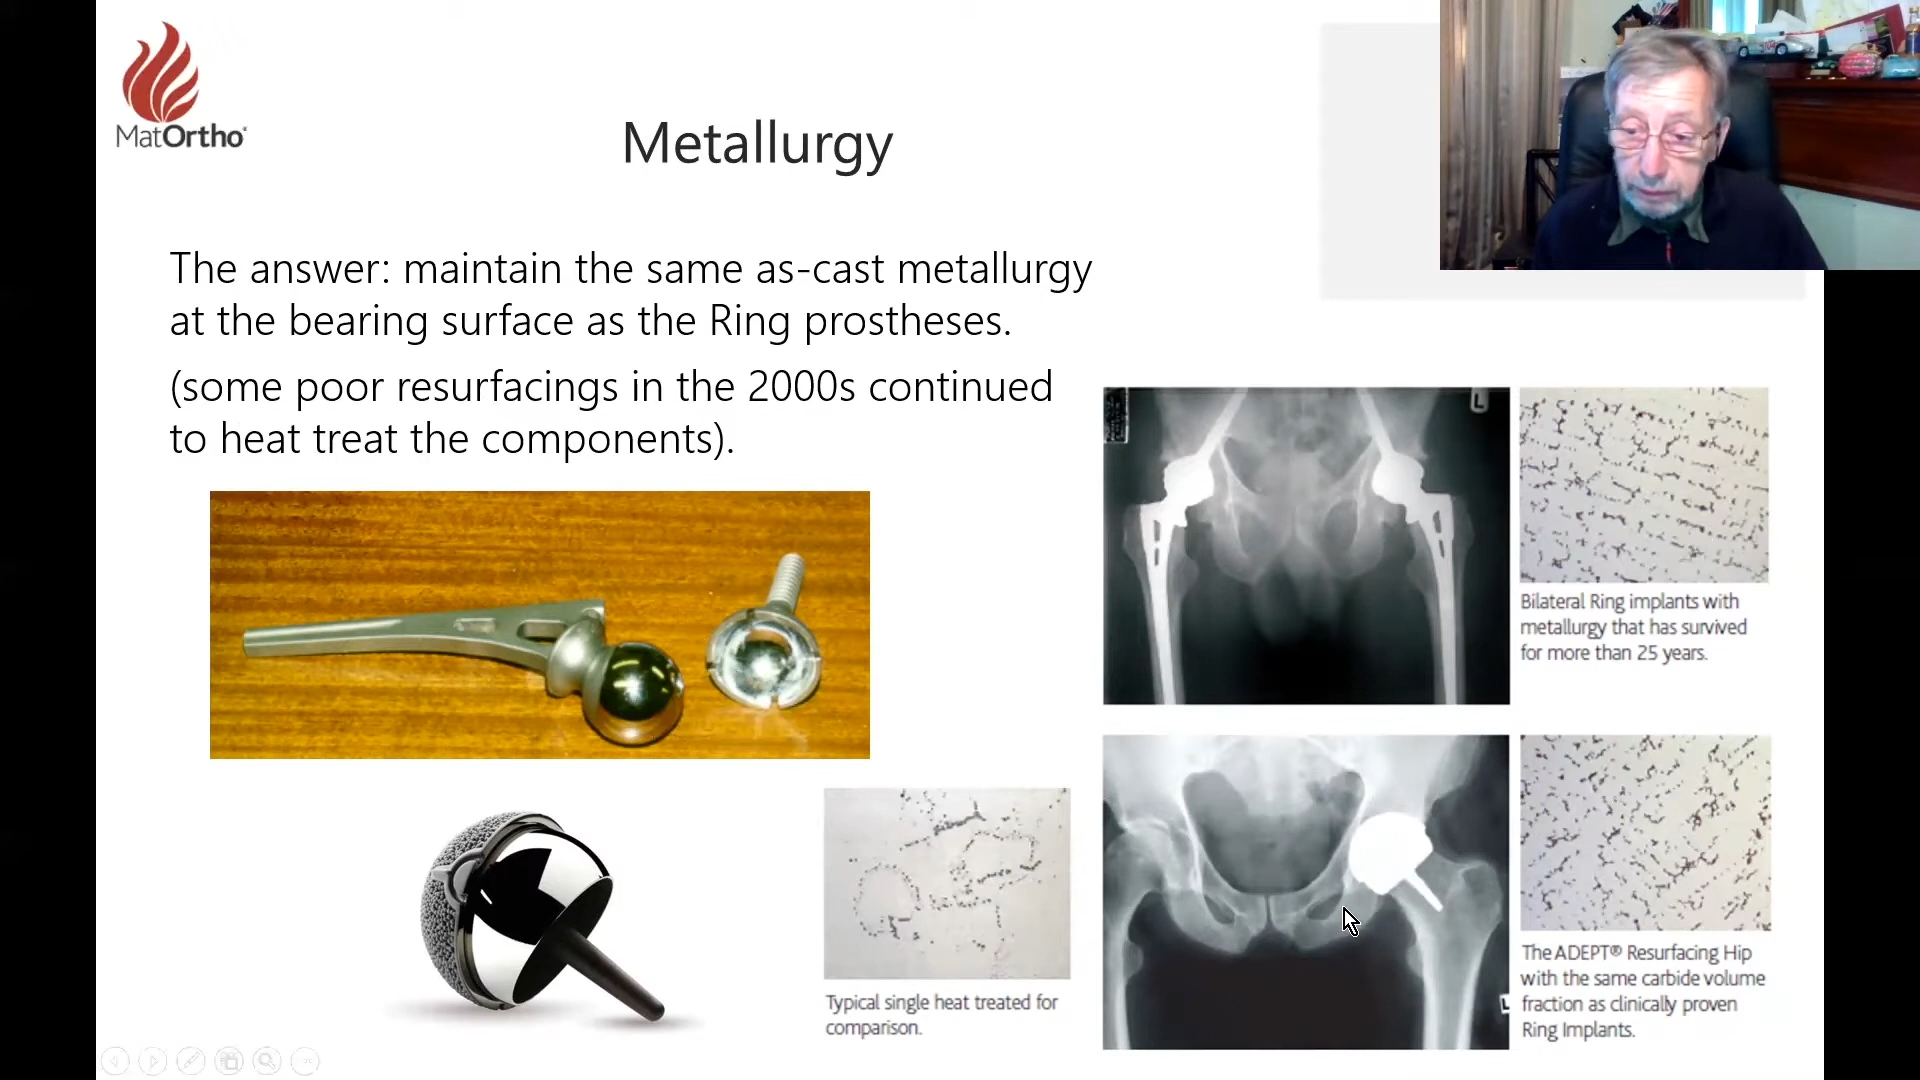 MatOrtho
Metallurgy
The answer: maintain the same as-cast metallurgy
at the bearing surface as the Ring prostheses.
(some poor resurfacings in the 2000s continued
to heat treat the components).
L
Bilateral Ring implants with
metallurgy that has survived
for more than 25 years.
Typical single heat treated for
comparison.
L
The ADEPT® Resurfacing Hip
with the same carbide volume
fraction as clinically proven
Ring Implants.